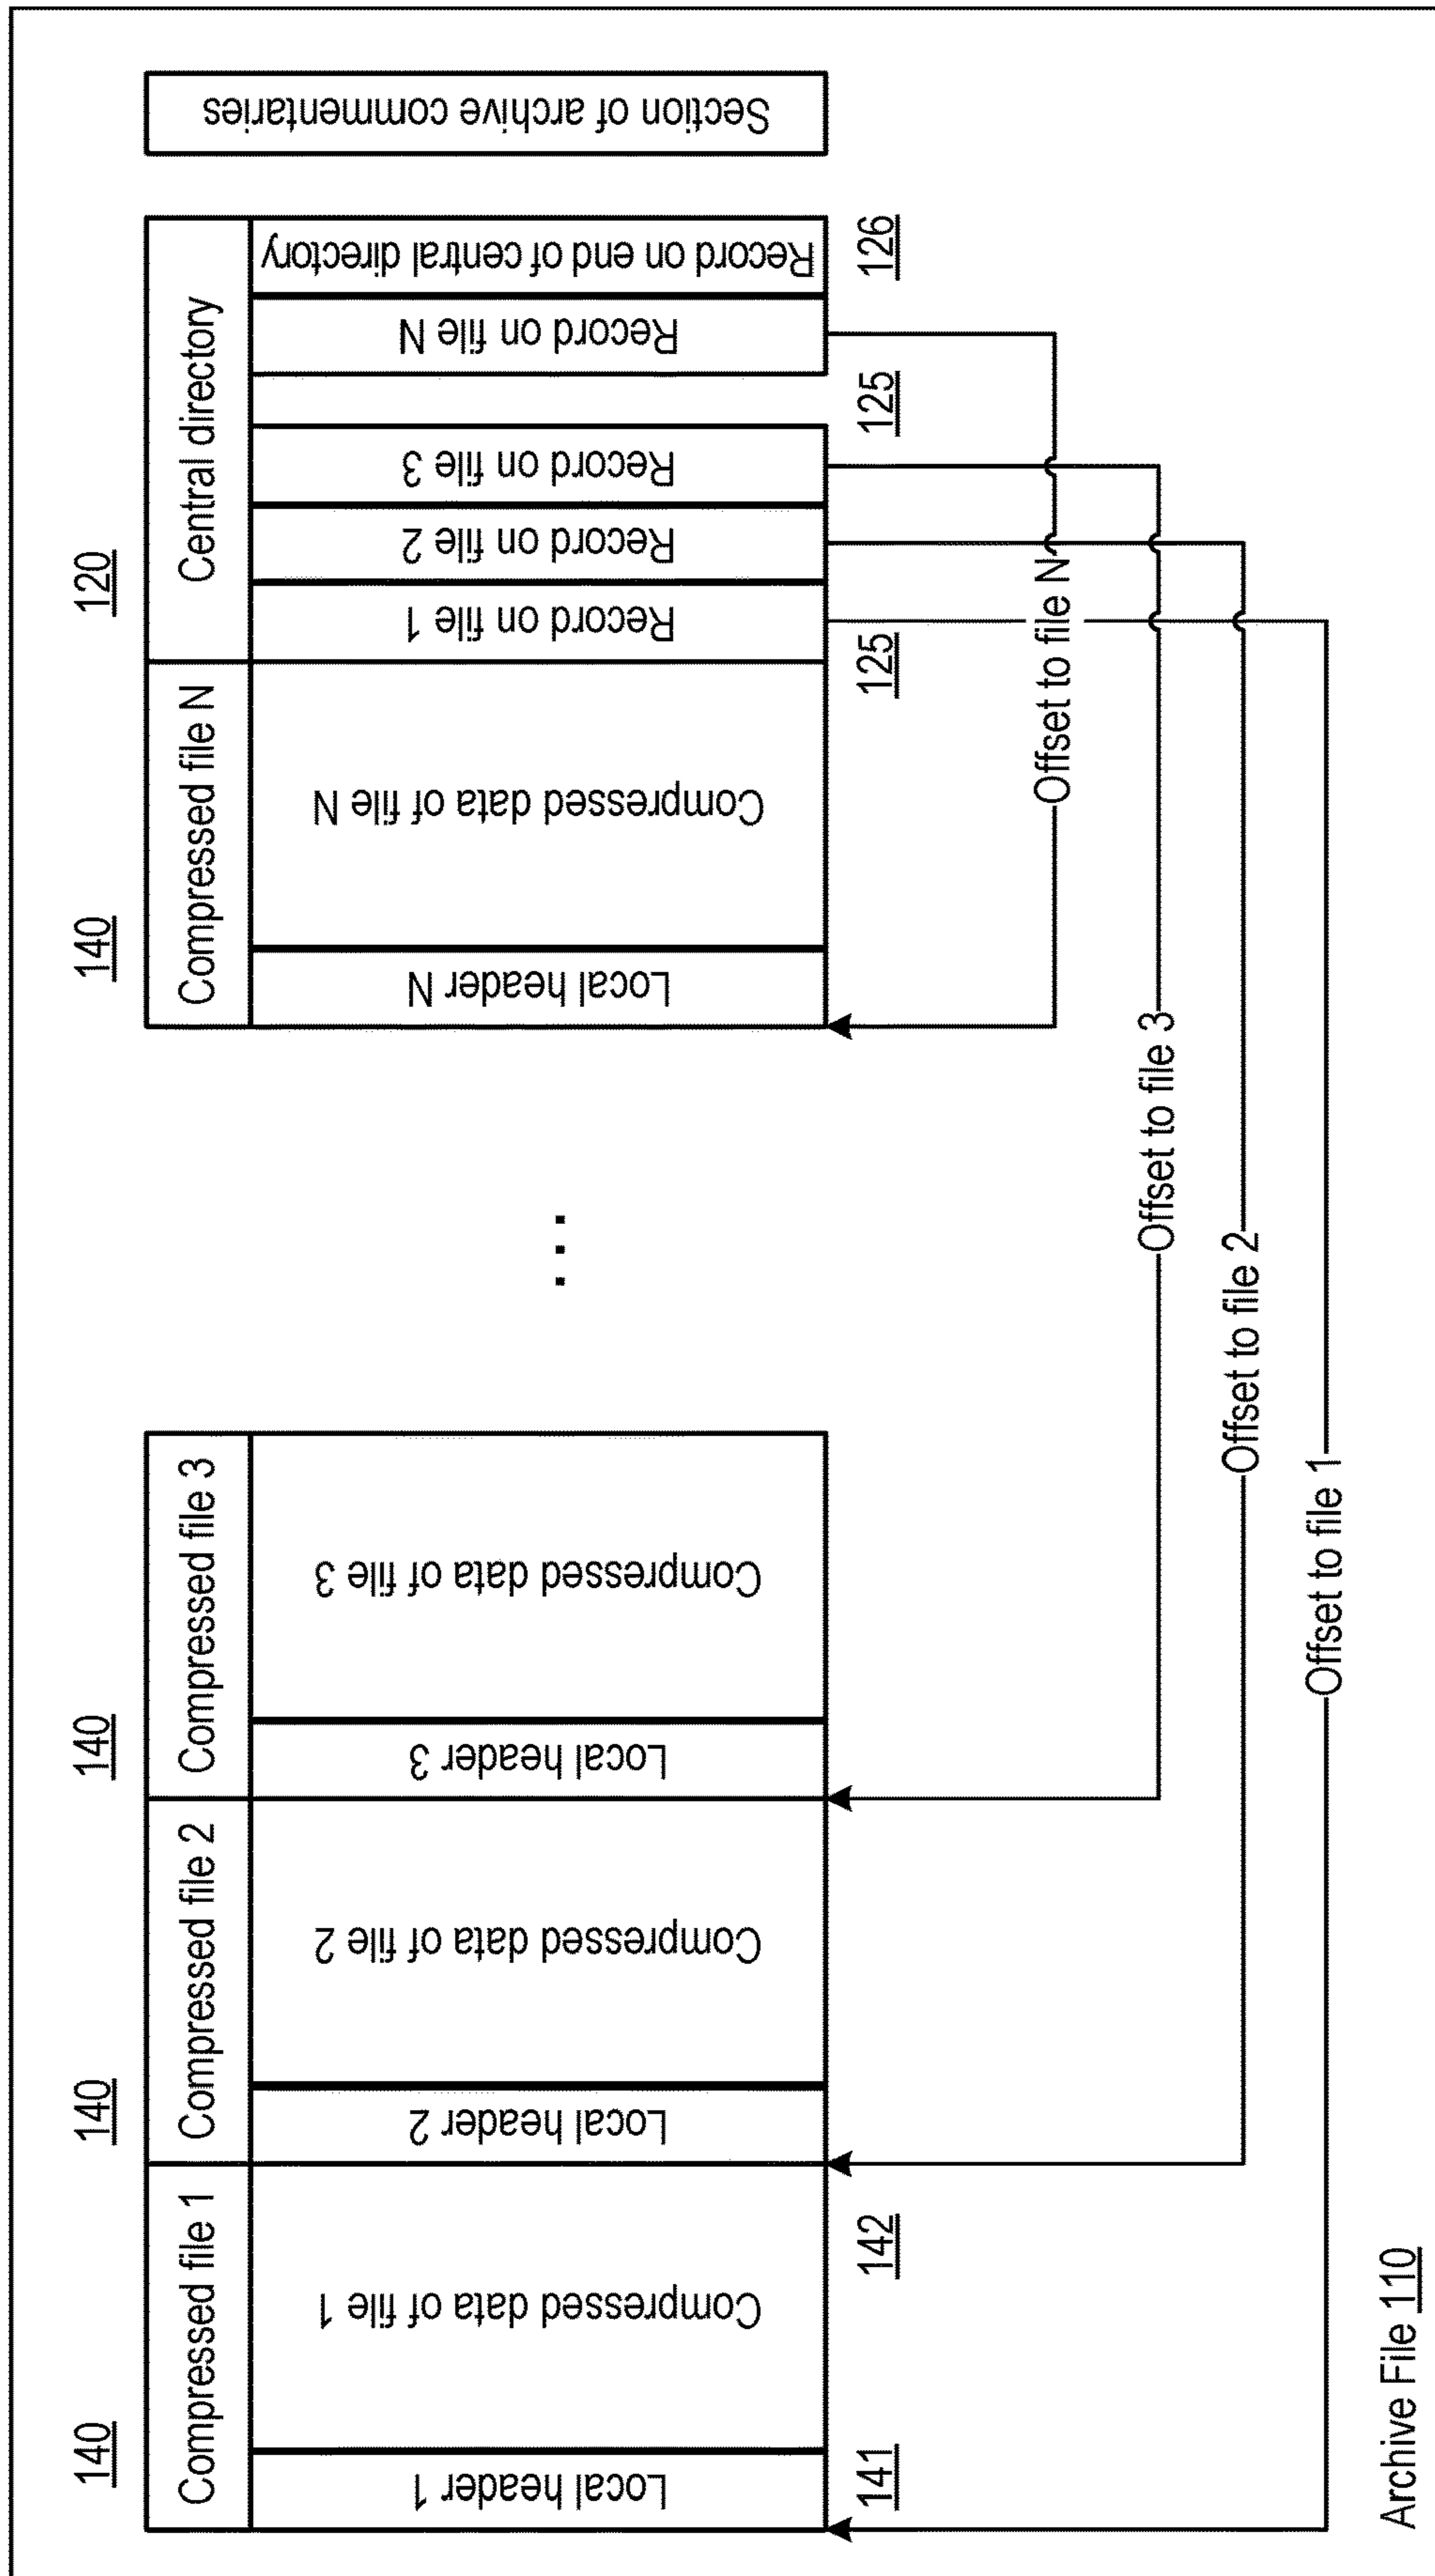 140
140
140
140
120
Compressed file 1
Compressed file 2
Compressed file 3
Compressed file N
Central directory
Local header 1
Compressed data of file 1
Local header 2
Compressed data of file 2
Local header 3
Compressed data of file 3
...
Local header N
Compressed data of file N
Record on file 1
Record on file 2
Record on file 3
Record on file N
Record on end of central directory
Section of archive commentaries
141
142
125
125
126
Offset to file N
Offset to file 3
Offset to file 2
Offset to file 1
Archive File 110